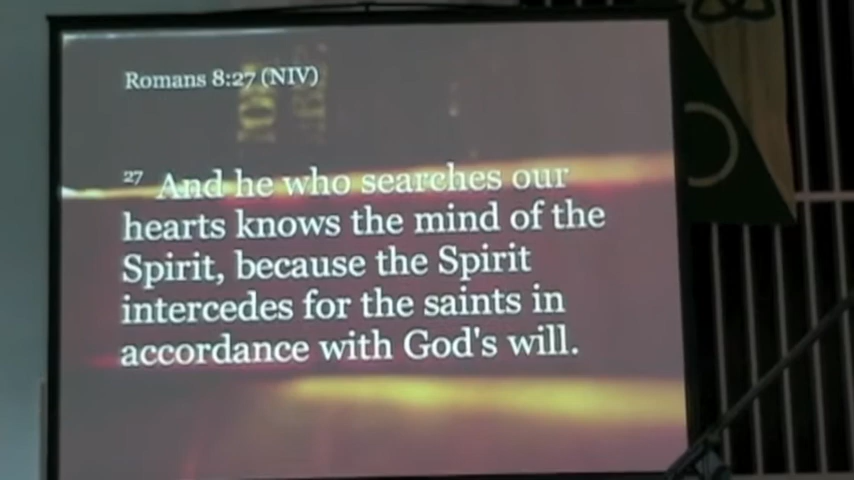 Romans 8:27 (NIV)
27 And he who searches our
hearts knows the mind of the
Spirit, because the Spirit
intercedes for the saints in
accordance with God's will.